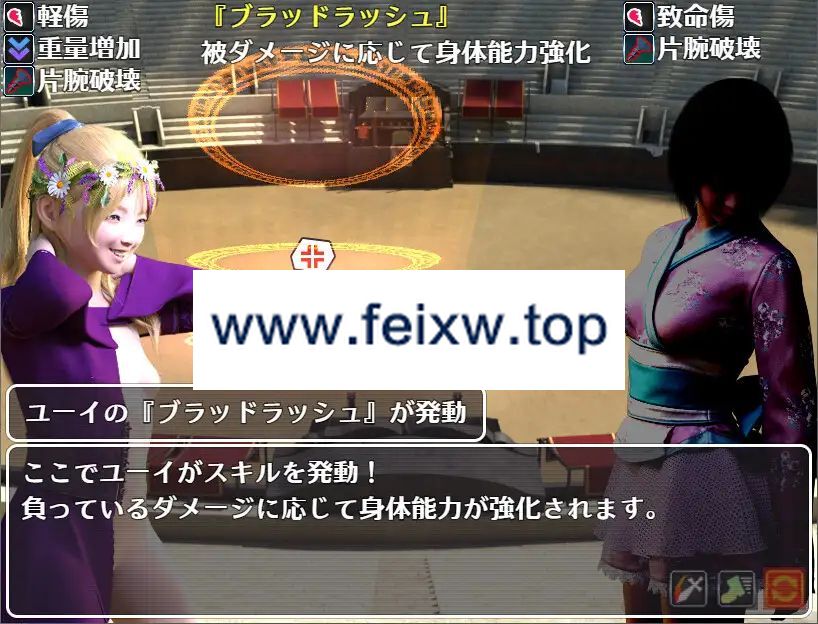 軽傷
重量増加
片腕破壊
『ブラッドラッシュ』
被ダメージに応じて身体能力強化
致命傷
片腕破壊
www.feixw.top
ユーイの『ブラッドラッシュ』が発動
ここでユーイがスキルを発動！
負っているダメージに応じて身体能力が強化されます。